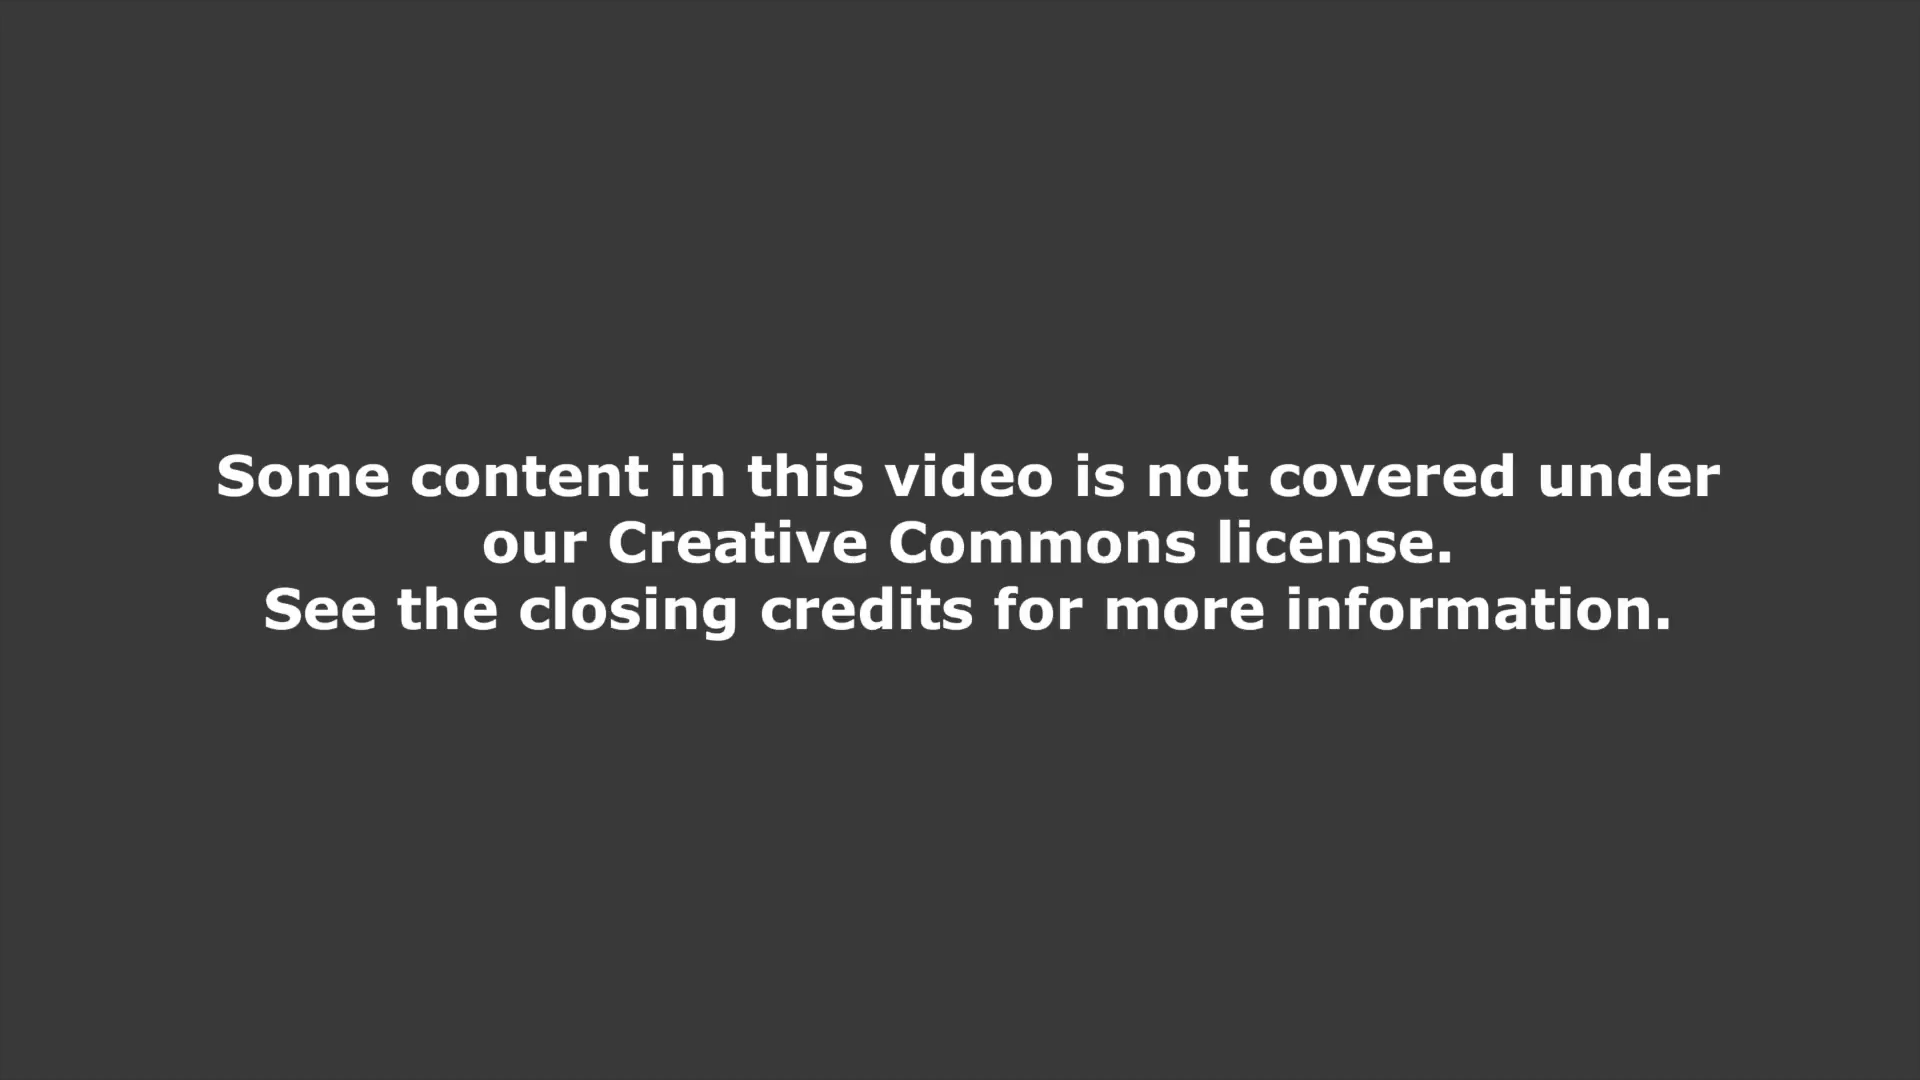 Some content in this video is not covered under
our Creative Commons license.
See the closing credits for more information.